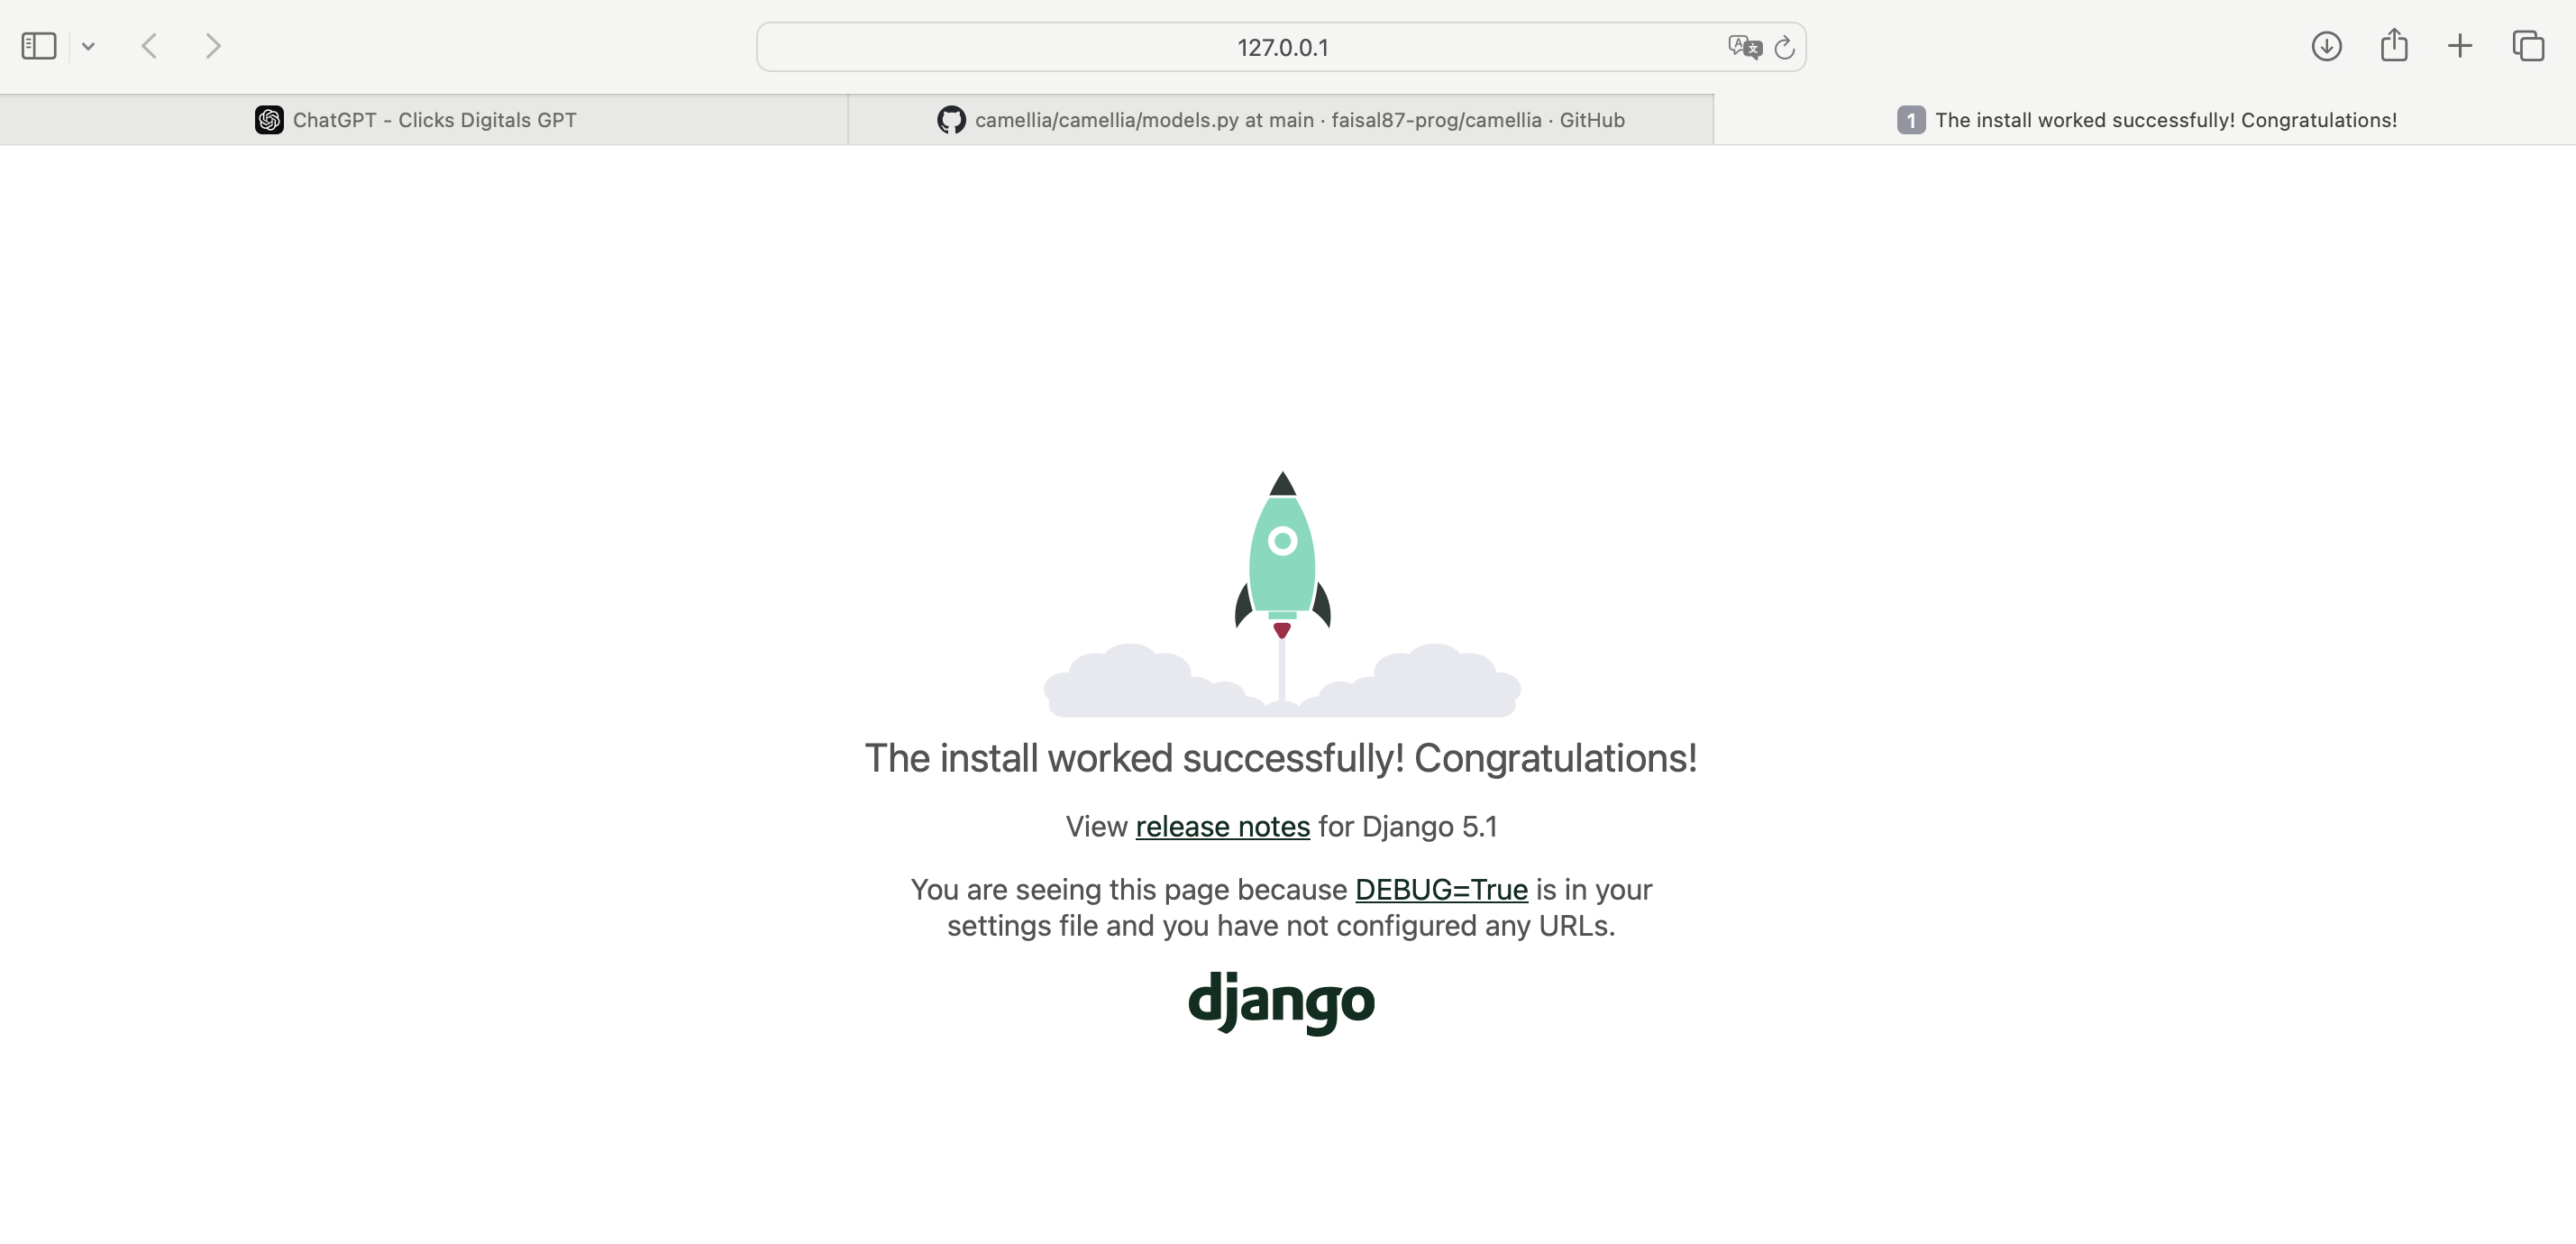 127.0.0.1
ChatGPT - Clicks Digitals GPT
camellia/camellia/models.py at main · faisal87-prog/camellia · GitHub
1 The install worked successfully! Congratulations!
The install worked successfully! Congratulations!
View release notes for Django 5.1
You are seeing this page because DEBUG=True is in your
settings file and you have not configured any URLs.
django